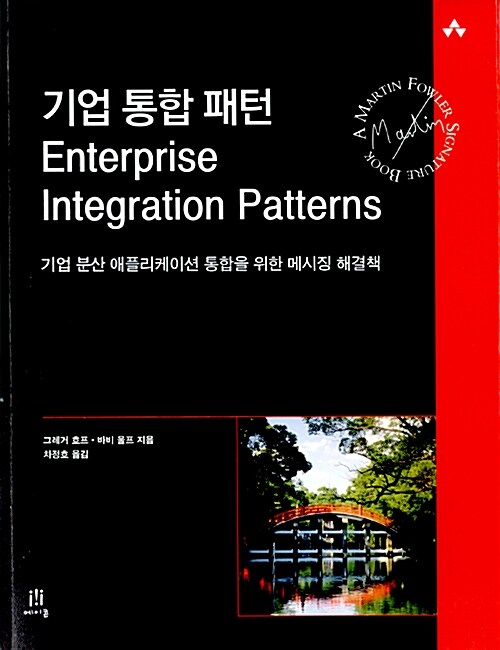 기업 통합 패턴
Enterprise
Integration Patterns
A MARTIN FOWLER SIGNATURE BOOK
Martin
기업 분산 애플리케이션 통합을 위한 메시징 해결책
그레거 호프 · 바비 울프 지음
차정호 옮김
에이콘